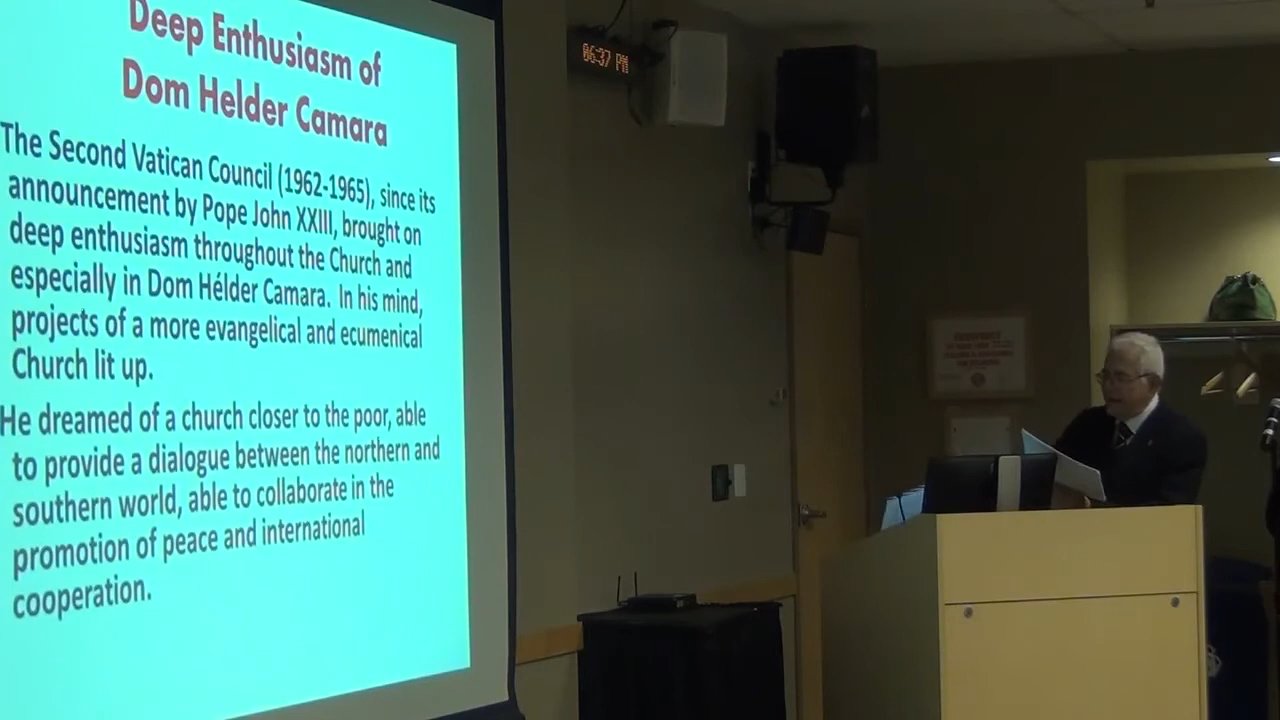 Deep Enthusiasm of
Dom Helder Camara
The Second Vatican Council (1962-1965), since its
announcement by Pope John XXIII, brought on
deep enthusiasm throughout the Church and
especially in Dom Hélder Camara. In his mind,
projects of a more evangelical and ecumenical
Church lit up.
He dreamed of a church closer to the poor, able
to provide a dialogue between the northern and
southern world, able to collaborate in the
promotion of peace and international
cooperation.
06:37 PM